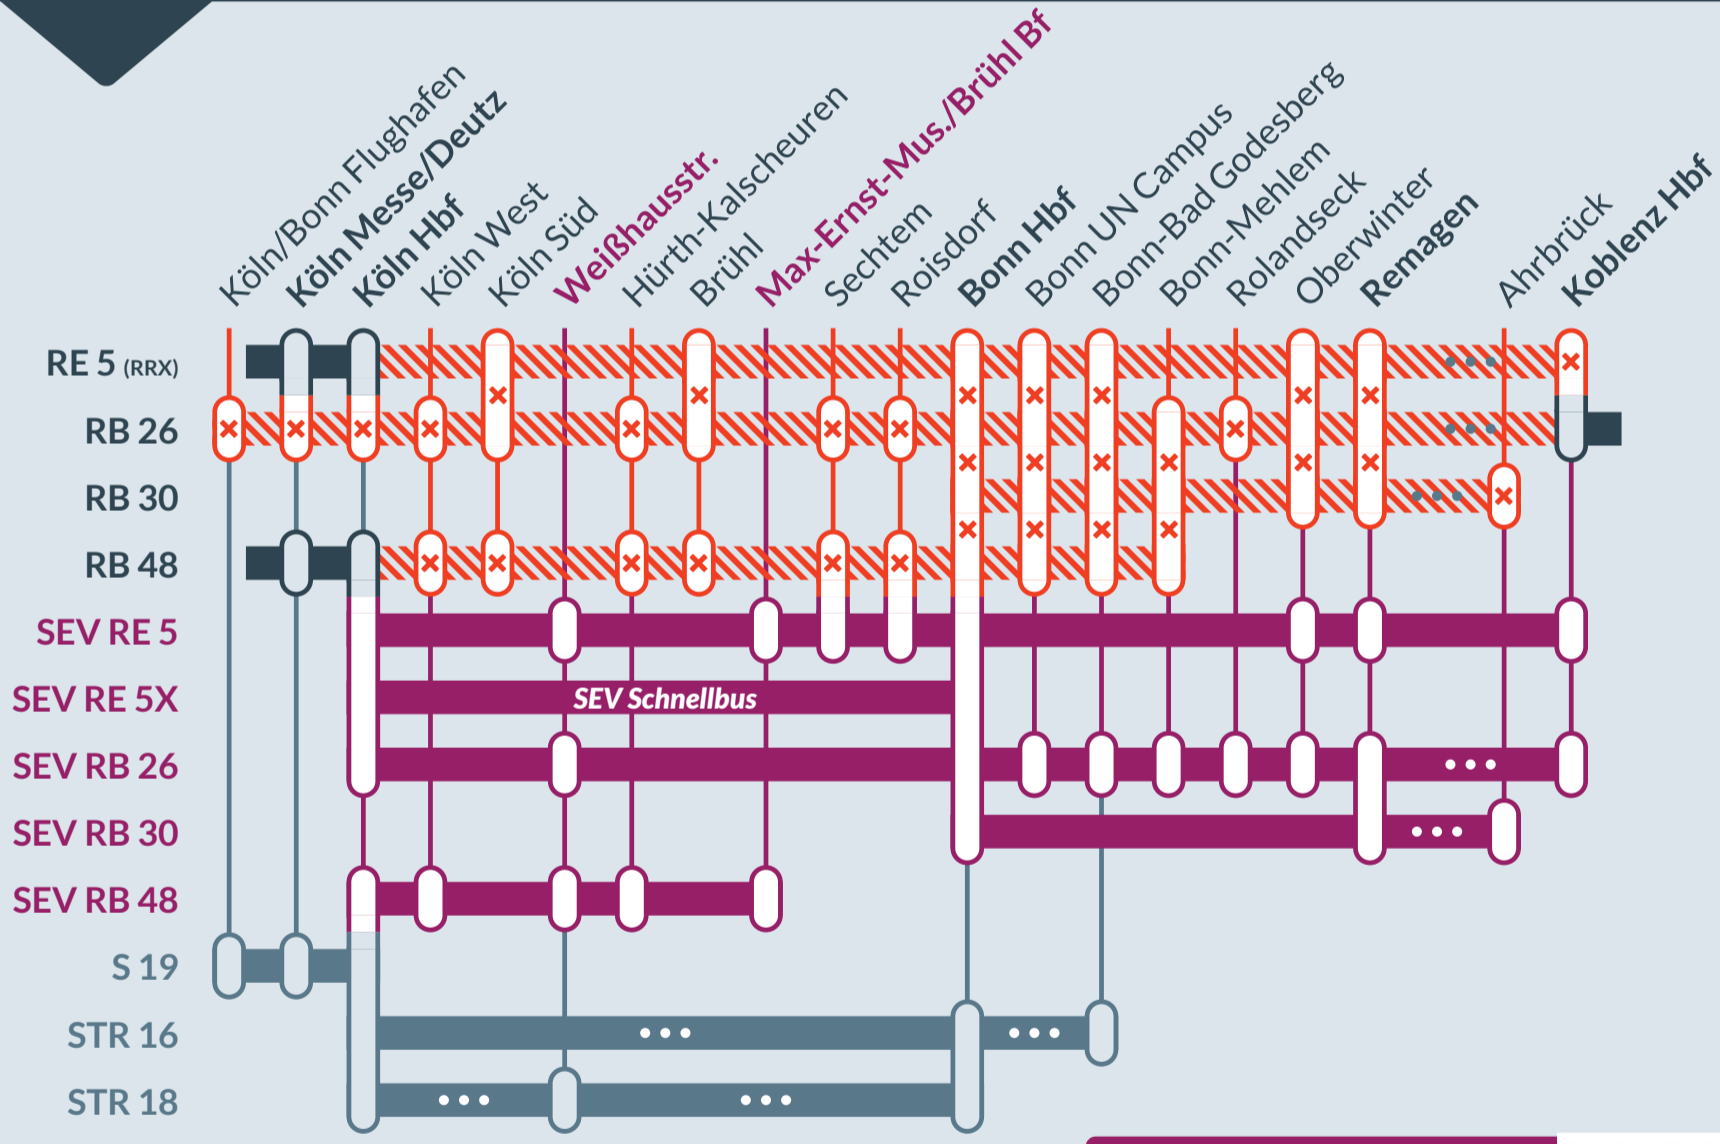 Köln/Bonn Flughafen
Köln Messe/Deutz
Köln Hbf
Köln West
Köln Süd
Weißhausstr.
Hürth-Kalscheuren
Brühl
Max-Ernst-Mus./Brühl Bf
Sechtem
Roisdorf
Bonn Hbf
Bonn UN Campus
Bonn-Bad Godesberg
Bonn-Mehlem
Rolandseck
Oberwinter
Remagen
Ahrbrück
Koblenz Hbf
RE 5 (RRX)
RB 26
RB 30
RB 48
SEV RE 5
SEV RE 5X
SEV Schnellbus
SEV RB 26
SEV RB 30
SEV RB 48
S 19
STR 16
STR 18